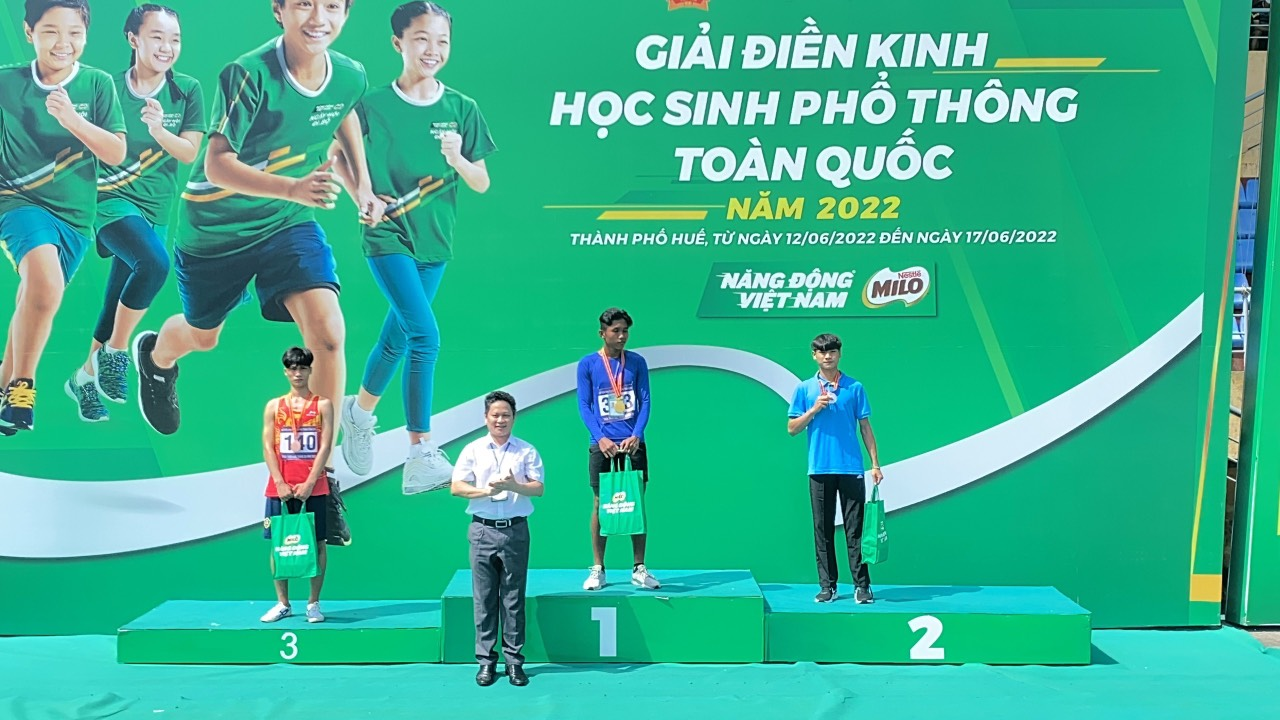 GIẢI ĐIỀN KINH
HỌC SINH PHỔ THÔNG
TOÀN QUỐC
NĂM 2022
THÀNH PHỐ HUẾ, TỪ NGÀY 12/06/2022 ĐẾN NGÀY 17/06/2022
NĂNG ĐỘNG
VIỆT NAM
Nestlé
MILO
140
3
1
2